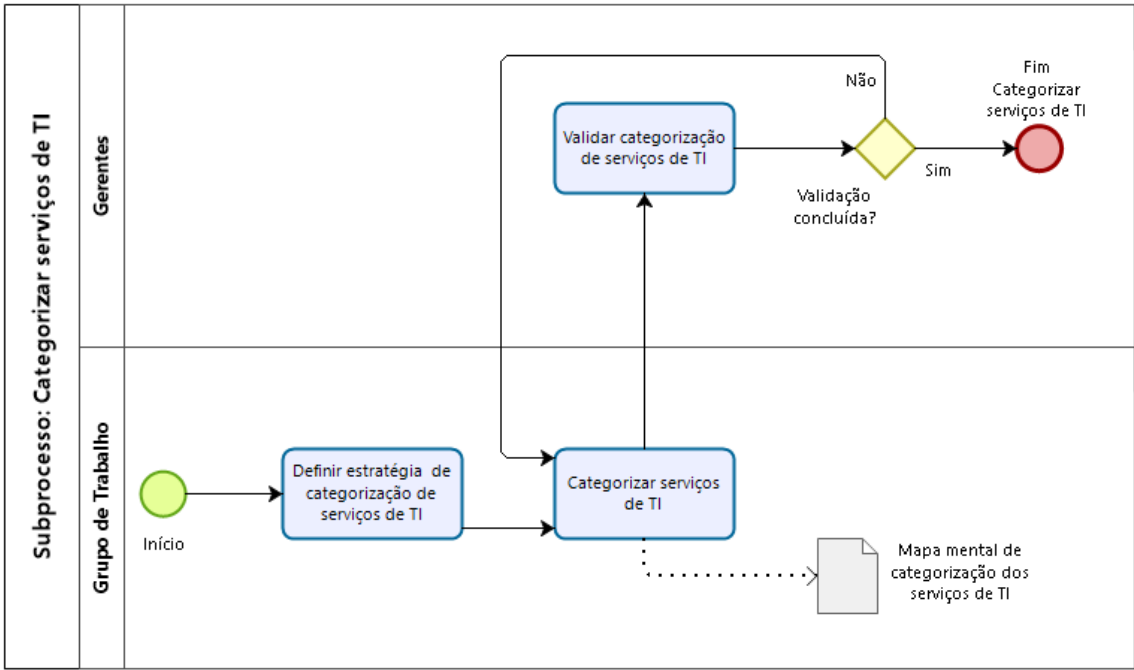 Subprocesso: Categorizar serviços de TI
Gerentes
Não
Fim
Categorizar
serviços de TI
Validar categorização
de serviços de TI
Sim
Validação
concluída?
Grupo de Trabalho
Início
Definir estratégia de
categorização de
serviços de TI
Categorizar serviços
de TI
Mapa mental de
categorização dos
serviços de TI